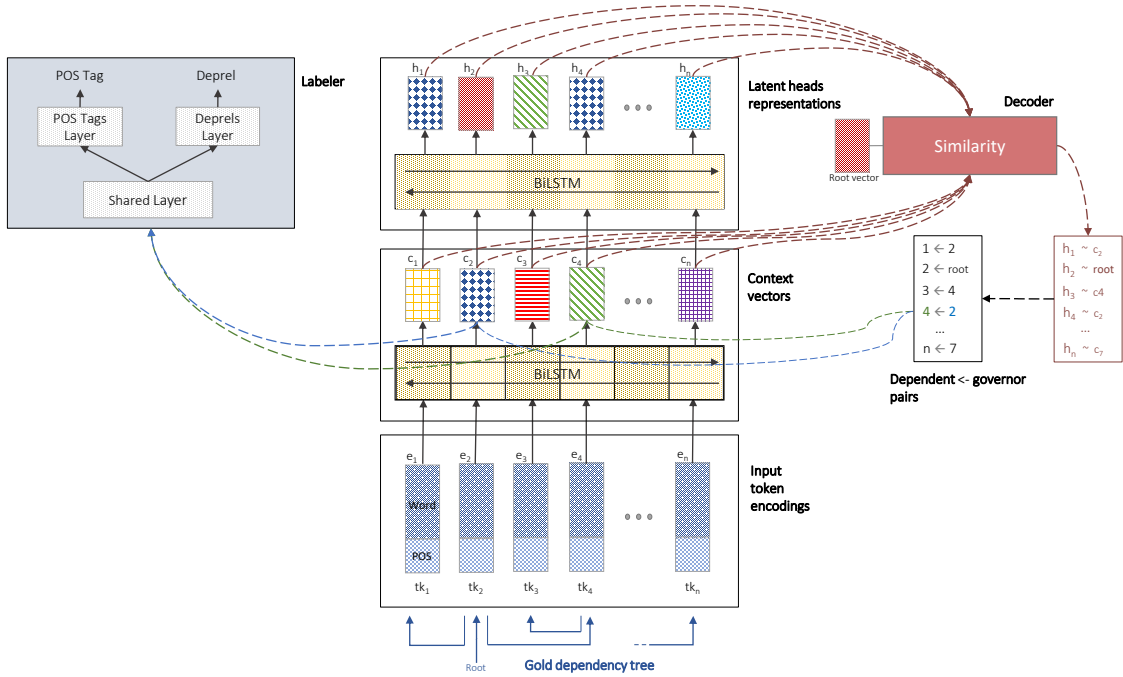 Labeler
POS Tag
Deprel
POS Tags
Layer
Deprels
Layer
Shared Layer
h1
h2
h3
h4
hn
Latent heads
representations
BiLSTM
Decoder
Similarity
Root vector
c1
c2
c3
c4
cn
Context
vectors
BiLSTM
1 ← 2
2 ← root
3 ← 4
4 ← 2
...
n ← 7
Dependent <- governor
pairs
h1 ~ c2
h2 ~ root
h3 ~ c4
h4 ~ c2
...
hn ~ c7
e1
e2
e3
e4
en
Word
POS
Input
token
encodings
tk1
tk2
tk3
tk4
tkn
Root
Gold dependency tree